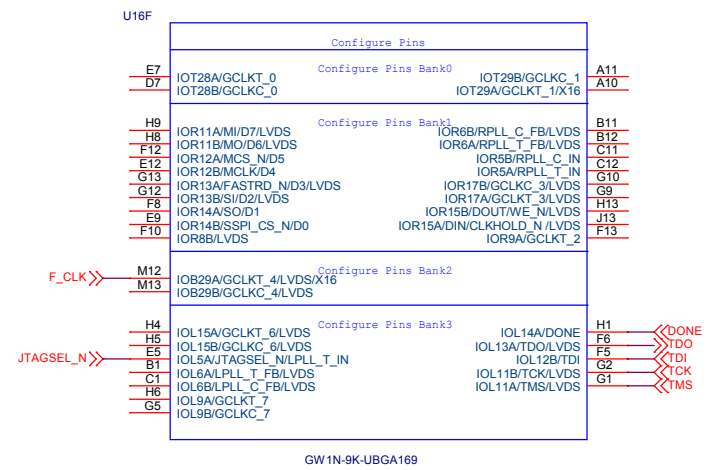 U16F
Configure Pins
Configure Pins Bank0
E7 IOT28A/GCLKT_0 IOT29B/GCLKC_1 A11
D7 IOT28B/GCLKC_0 IOT29A/GCLKT_1/X16 A10
Configure Pins Bank1
H9 IOR11A/MI/D7/LVDS IOR6B/RPLL_C_FB/LVDS B11
H8 IOR11B/MO/D6/LVDS IOR6A/RPLL_T_FB/LVDS B12
F12 IOR12A/MCS_N/D5 IOR5B/RPLL_C_IN C11
E12 IOR12B/MCLK/D4 IOR5A/RPLL_T_IN C12
G13 IOR13A/FASTRD_N/D3/LVDS IOR17B/GCLKC_3/LVDS G10
G12 IOR13B/SI/D2/LVDS IOR17A/GCLKT_3/LVDS G9
F8 IOR14A/SO/D1 IOR15B/DOUT/WE_N/LVDS H13
E9 IOR14B/SSPI_CS_N/D0 IOR15A/DIN/CLKHOLD_N /LVDS J13
F10 IOR8B/LVDS IOR9A/GCLKT_2 F13
Configure Pins Bank2
F_CLK M12 IOB29A/GCLKT_4/LVDS/X16
M13 IOB29B/GCLKC_4/LVDS
Configure Pins Bank3
H4 IOL15A/GCLKT_6/LVDS IOL14A/DONE H1 DONE
H5 IOL15B/GCLKC_6/LVDS IOL13A/TDO/LVDS F6 TDO
JTAGSEL_N E5 IOL5A/JTAGSEL_N/LPLL_T_IN IOL12B/TDI F5 TDI
B1 IOL6A/LPLL_T_FB/LVDS IOL11B/TCK/LVDS G2 TCK
C1 IOL6B/LPLL_C_FB/LVDS IOL11A/TMS/LVDS G1 TMS
H6 IOL9A/GCLKT_7
G5 IOL9B/GCLKC_7
GW1N-9K-UBGA169